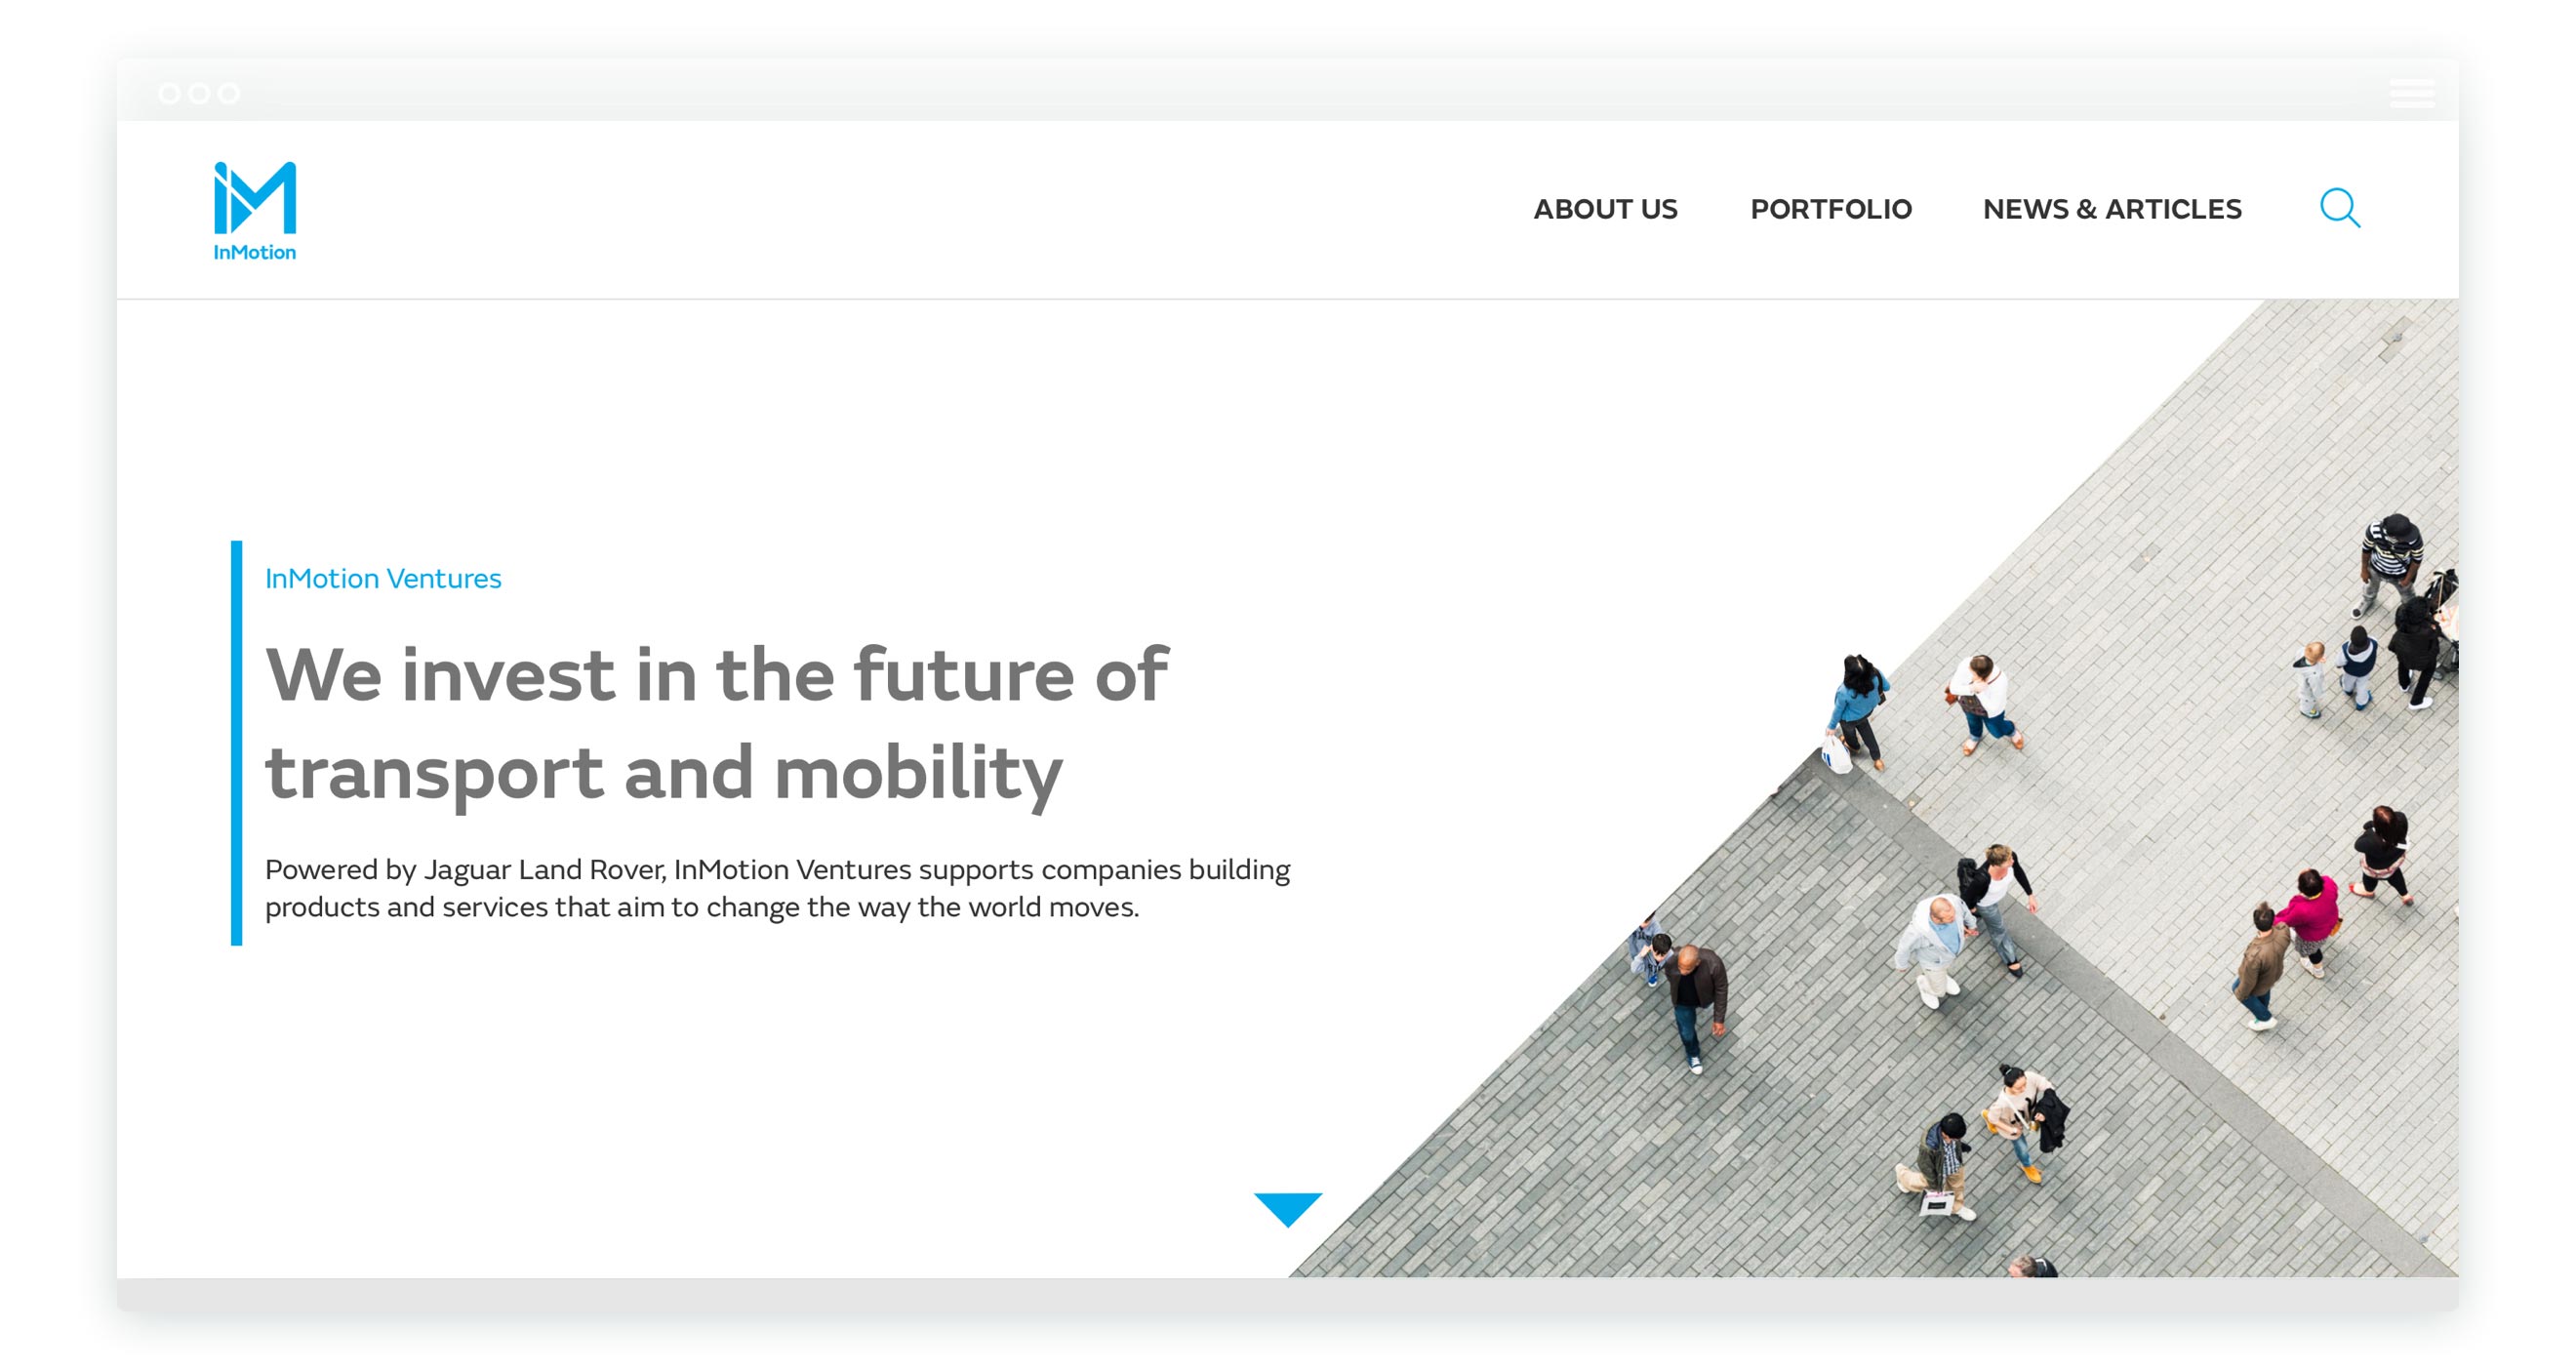 InMotion
ABOUT US
PORTFOLIO
NEWS & ARTICLES
InMotion Ventures
We invest in the future of
transport and mobility
Powered by Jaguar Land Rover, InMotion Ventures supports companies building
products and services that aim to change the way the world moves.